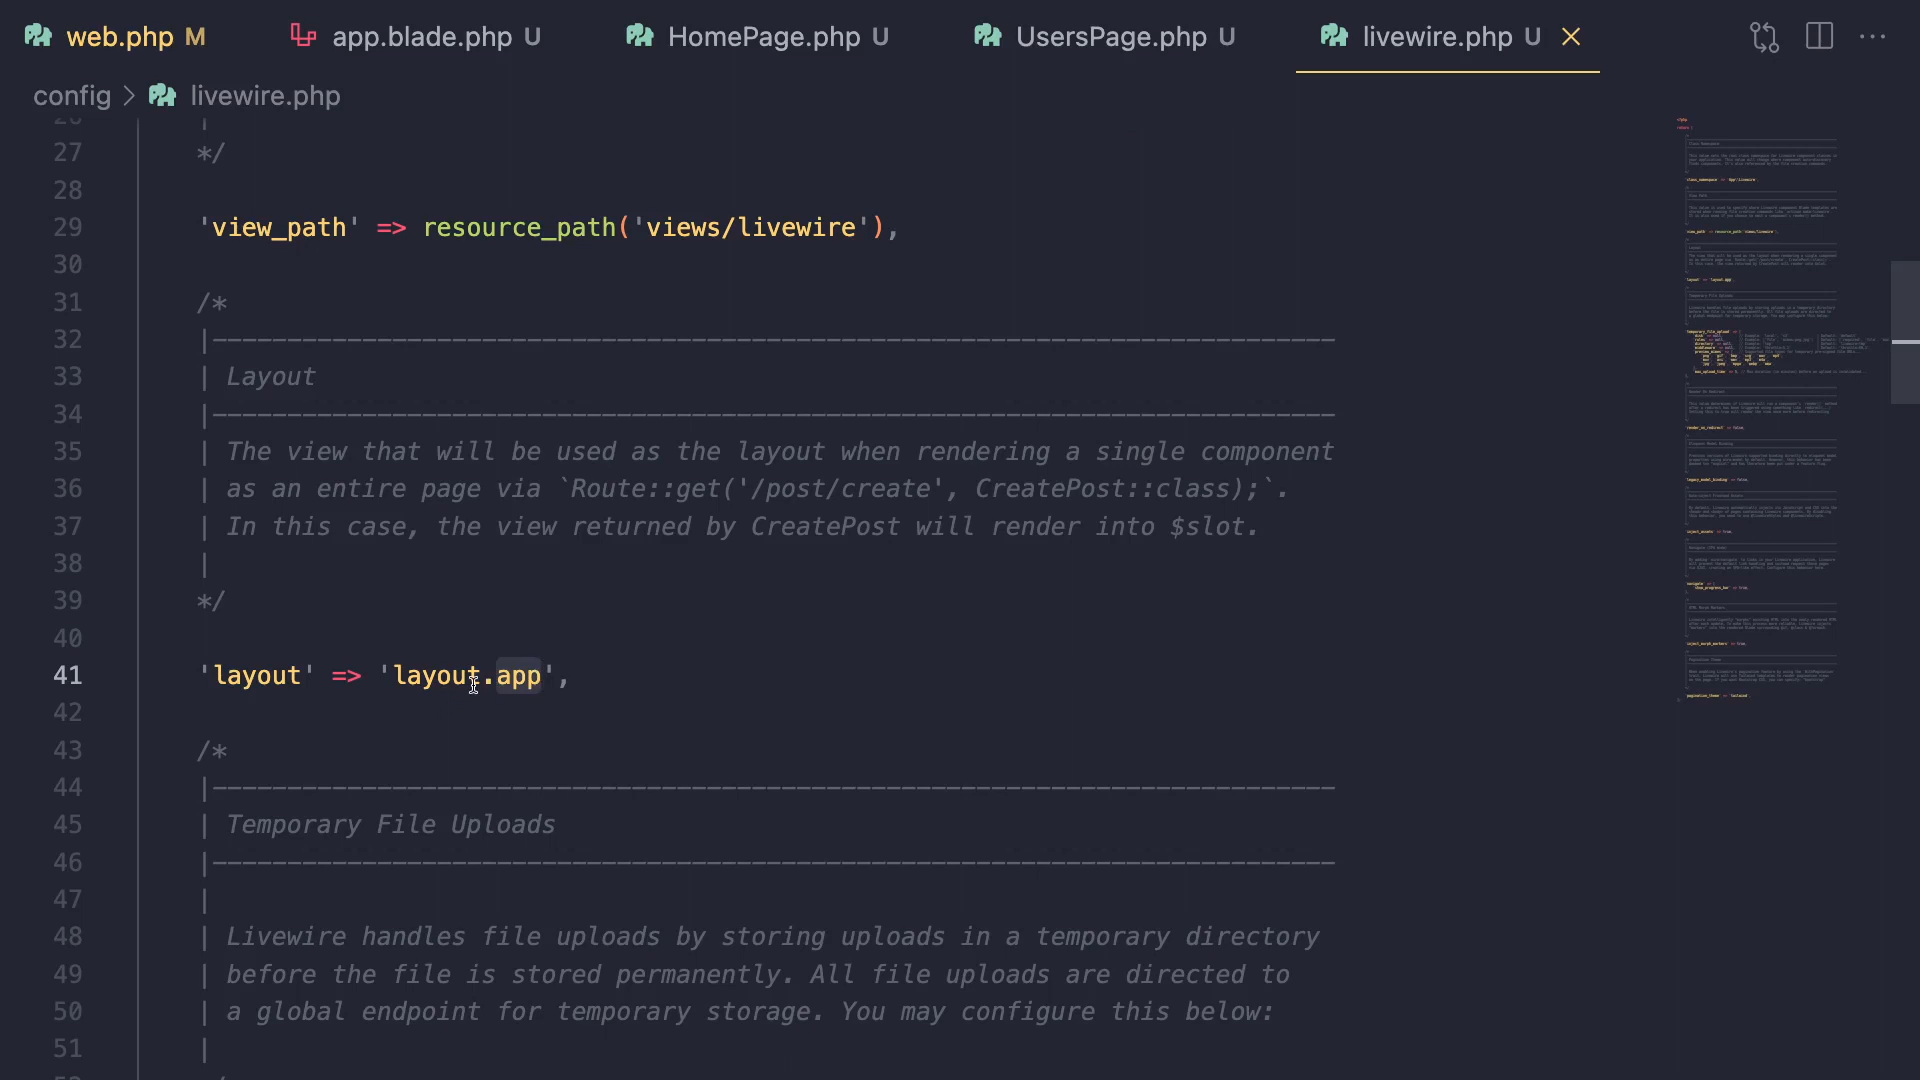 web.php M app.blade.php U HomePage.php U UsersPage.php U livewire.php U
config > livewire.php
26 |
27 */
28
29 'view_path' => resource_path('views/livewire'),
30
31 /*
32 |---------------------------------------------------------------------------
33 | Layout
34 |---------------------------------------------------------------------------
35 | The view that will be used as the layout when rendering a single component
36 | as an entire page via `Route::get('/post/create', CreatePost::class);`.
37 | In this case, the view returned by CreatePost will render into $slot.
38 |
39 */
40
41 'layout' => 'layout.app',
42
43 /*
44 |---------------------------------------------------------------------------
45 | Temporary File Uploads
46 |---------------------------------------------------------------------------
47 |
48 | Livewire handles file uploads by storing uploads in a temporary directory
49 | before the file is stored permanently. All file uploads are directed to
50 | a global endpoint for temporary storage. You may configure this below:
51 |